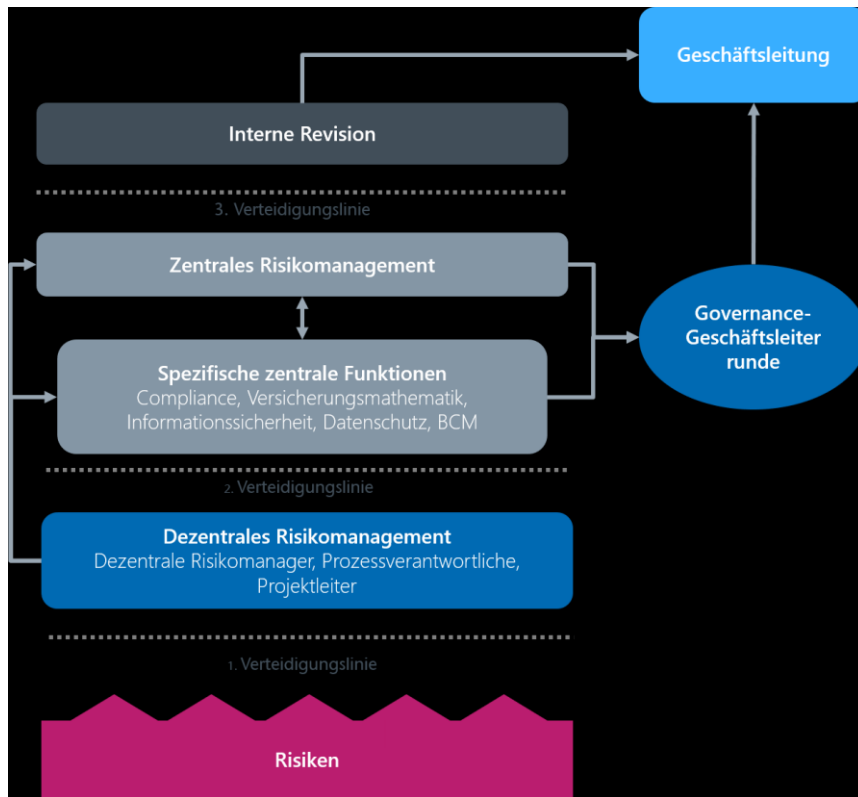 Geschäftsleitung
Interne Revision
3. Verteidigungslinie
Zentrales Risikomanagement
Governance-
Geschäftsleiter
runde
Spezifische zentrale Funktionen
Compliance, Versicherungsmathematik,
Informationssicherheit, Datenschutz, BCM
2. Verteidigungslinie
Dezentrales Risikomanagement
Dezentrale Risikomanager, Prozessverantwortliche,
Projektleiter
1. Verteidigungslinie
Risiken